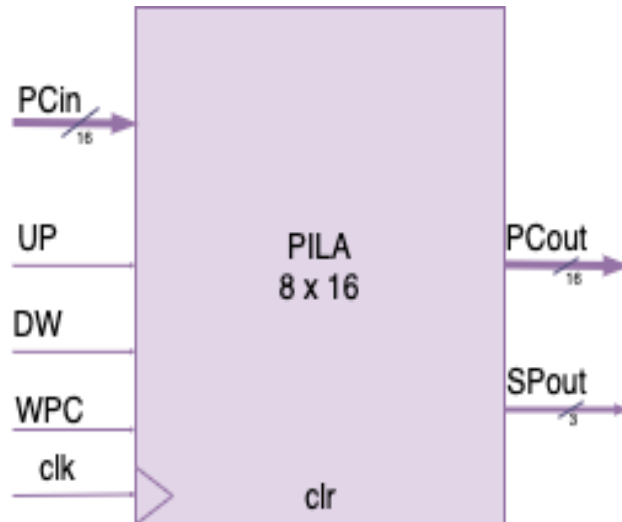 PCin
16
UP
PILA
8 x 16
PCout
16
DW
SPout
3
WPC
clk
clr